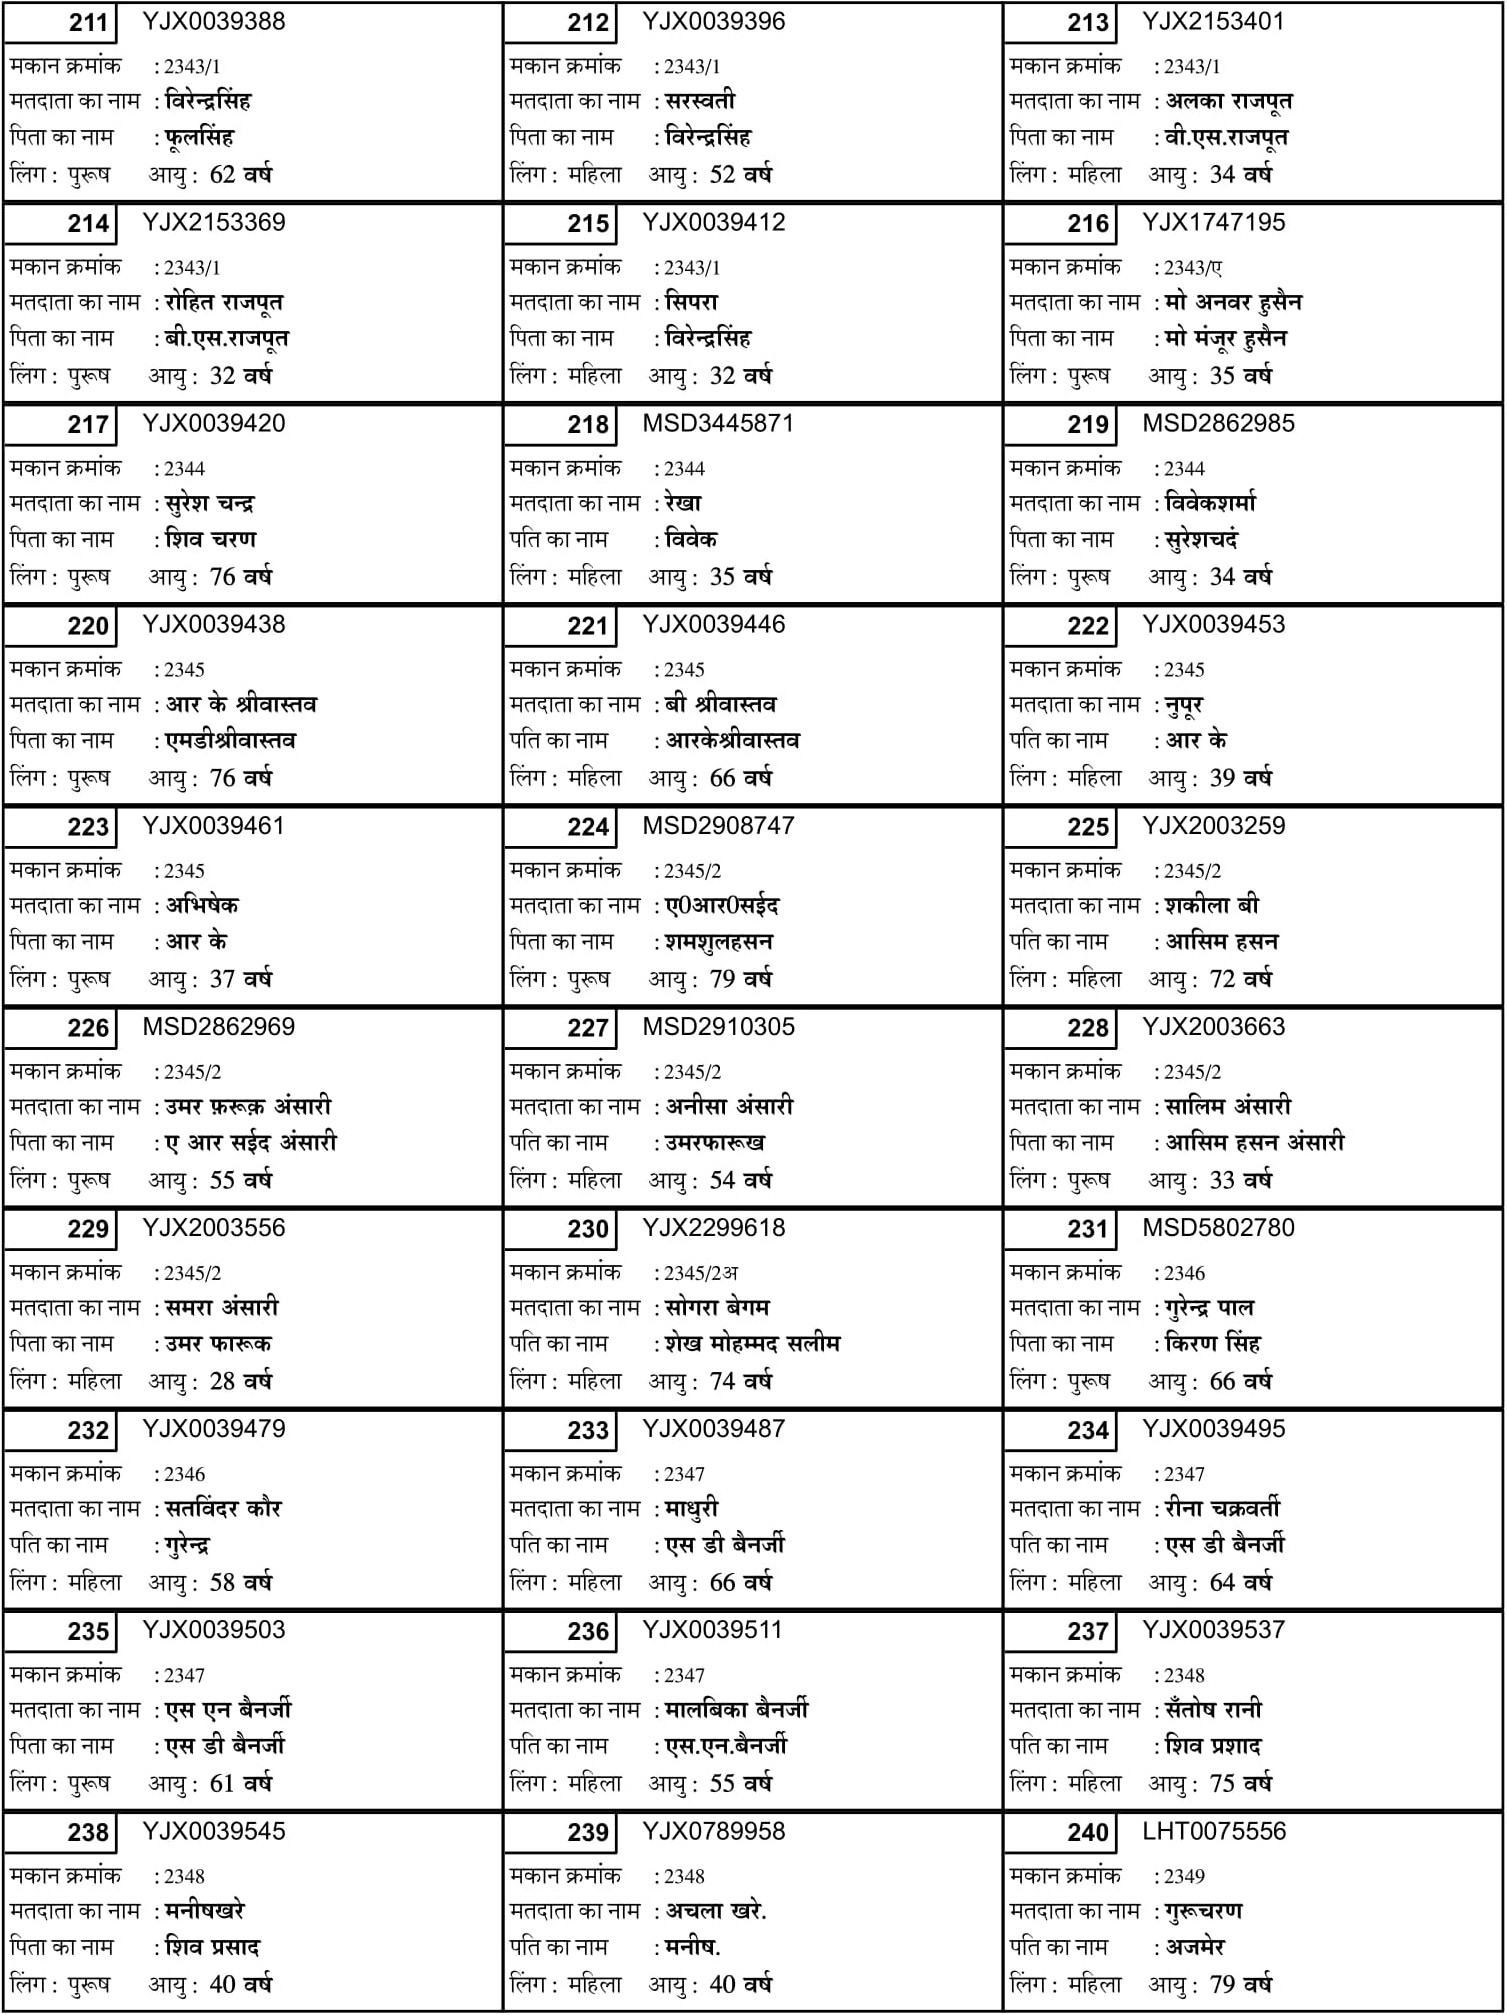 211 YJX0039388
मकान क्रमांक : 2343/1
मतदाता का नाम : विरेन्द्रसिंह
पिता का नाम : फूलसिंह
लिंग : पुरूष आयु : 62 वर्ष
212 YJX0039396
मकान क्रमांक : 2343/1
मतदाता का नाम : सरस्वती
पिता का नाम : विरेन्द्रसिंह
लिंग : महिला आयु : 52 वर्ष
213 YJX2153401
मकान क्रमांक : 2343/1
मतदाता का नाम : अलका राजपूत
पिता का नाम : वी.एस.राजपूत
लिंग : महिला आयु : 34 वर्ष
214 YJX2153369
मकान क्रमांक : 2343/1
मतदाता का नाम : रोहित राजपूत
पिता का नाम : बी.एस.राजपूत
लिंग : पुरूष आयु : 32 वर्ष
215 YJX0039412
मकान क्रमांक : 2343/1
मतदाता का नाम : सिपरा
पिता का नाम : विरेन्द्रसिंह
लिंग : महिला आयु : 32 वर्ष
216 YJX1747195
मकान क्रमांक : 2343/ए
मतदाता का नाम : मो अनवर हुसैन
पिता का नाम : मो मंजूर हुसैन
लिंग : पुरूष आयु : 35 वर्ष
217 YJX0039420
मकान क्रमांक : 2344
मतदाता का नाम : सुरेश चन्द्र
पिता का नाम : शिव चरण
लिंग : पुरूष आयु : 76 वर्ष
218 MSD3445871
मकान क्रमांक : 2344
मतदाता का नाम : रेखा
पति का नाम : विवेक
लिंग : महिला आयु : 35 वर्ष
219 MSD2862985
मकान क्रमांक : 2344
मतदाता का नाम : विवेकशर्मा
पिता का नाम : सुरेशचदं
लिंग : पुरूष आयु : 34 वर्ष
220 YJX0039438
मकान क्रमांक : 2345
मतदाता का नाम : आर के श्रीवास्तव
पिता का नाम : एमडीश्रीवास्तव
लिंग : पुरूष आयु : 76 वर्ष
221 YJX0039446
मकान क्रमांक : 2345
मतदाता का नाम : बी श्रीवास्तव
पति का नाम : आरकेश्रीवास्तव
लिंग : महिला आयु : 66 वर्ष
222 YJX0039453
मकान क्रमांक : 2345
मतदाता का नाम : नुपूर
पति का नाम : आर के
लिंग : महिला आयु : 39 वर्ष
223 YJX0039461
मकान क्रमांक : 2345
मतदाता का नाम : अभिषेक
पिता का नाम : आर के
लिंग : पुरूष आयु : 37 वर्ष
224 MSD2908747
मकान क्रमांक : 2345/2
मतदाता का नाम : ए0आर0सईद
पिता का नाम : शमशुलहसन
लिंग : पुरूष आयु : 79 वर्ष
225 YJX2003259
मकान क्रमांक : 2345/2
मतदाता का नाम : शकीला बी
पति का नाम : आसिम हसन
लिंग : महिला आयु : 72 वर्ष
226 MSD2862969
मकान क्रमांक : 2345/2
मतदाता का नाम : उमर फ़रूक़ अंसारी
पिता का नाम : ए आर सईद अंसारी
लिंग : पुरूष आयु : 55 वर्ष
227 MSD2910305
मकान क्रमांक : 2345/2
मतदाता का नाम : अनीसा अंसारी
पति का नाम : उमरफारूख
लिंग : महिला आयु : 54 वर्ष
228 YJX2003663
मकान क्रमांक : 2345/2
मतदाता का नाम : सालिम अंसारी
पिता का नाम : आसिम हसन अंसारी
लिंग : पुरूष आयु : 33 वर्ष
229 YJX2003556
मकान क्रमांक : 2345/2
मतदाता का नाम : समरा अंसारी
पिता का नाम : उमर फारूक
लिंग : महिला आयु : 28 वर्ष
230 YJX2299618
मकान क्रमांक : 2345/2अ
मतदाता का नाम : सोगरा बेगम
पति का नाम : शेख मोहम्मद सलीम
लिंग : महिला आयु : 74 वर्ष
231 MSD5802780
मकान क्रमांक : 2346
मतदाता का नाम : गुरेन्द्र पाल
पिता का नाम : किरण सिंह
लिंग : पुरूष आयु : 66 वर्ष
232 YJX0039479
मकान क्रमांक : 2346
मतदाता का नाम : सतविंदर कौर
पति का नाम : गुरेन्द्र
लिंग : महिला आयु : 58 वर्ष
233 YJX0039487
मकान क्रमांक : 2347
मतदाता का नाम : माधुरी
पति का नाम : एस डी बैनर्जी
लिंग : महिला आयु : 66 वर्ष
234 YJX0039495
मकान क्रमांक : 2347
मतदाता का नाम : रीना चक्रवर्ती
पति का नाम : एस डी बैनर्जी
लिंग : महिला आयु : 64 वर्ष
235 YJX0039503
मकान क्रमांक : 2347
मतदाता का नाम : एस एन बैनर्जी
पिता का नाम : एस डी बैनर्जी
लिंग : पुरूष आयु : 61 वर्ष
236 YJX0039511
मकान क्रमांक : 2347
मतदाता का नाम : मालबिका बैनर्जी
पति का नाम : एस.एन.बैनर्जी
लिंग : महिला आयु : 55 वर्ष
237 YJX0039537
मकान क्रमांक : 2348
मतदाता का नाम : सँतोष रानी
पति का नाम : शिव प्रशाद
लिंग : महिला आयु : 75 वर्ष
238 YJX0039545
मकान क्रमांक : 2348
मतदाता का नाम : मनीषखरे
पिता का नाम : शिव प्रसाद
लिंग : पुरूष आयु : 40 वर्ष
239 YJX0789958
मकान क्रमांक : 2348
मतदाता का नाम : अचला खरे.
पति का नाम : मनीष.
लिंग : महिला आयु : 40 वर्ष
240 LHT0075556
मकान क्रमांक : 2349
मतदाता का नाम : गुरूचरण
पति का नाम : अजमेर
लिंग : महिला आयु : 79 वर्ष